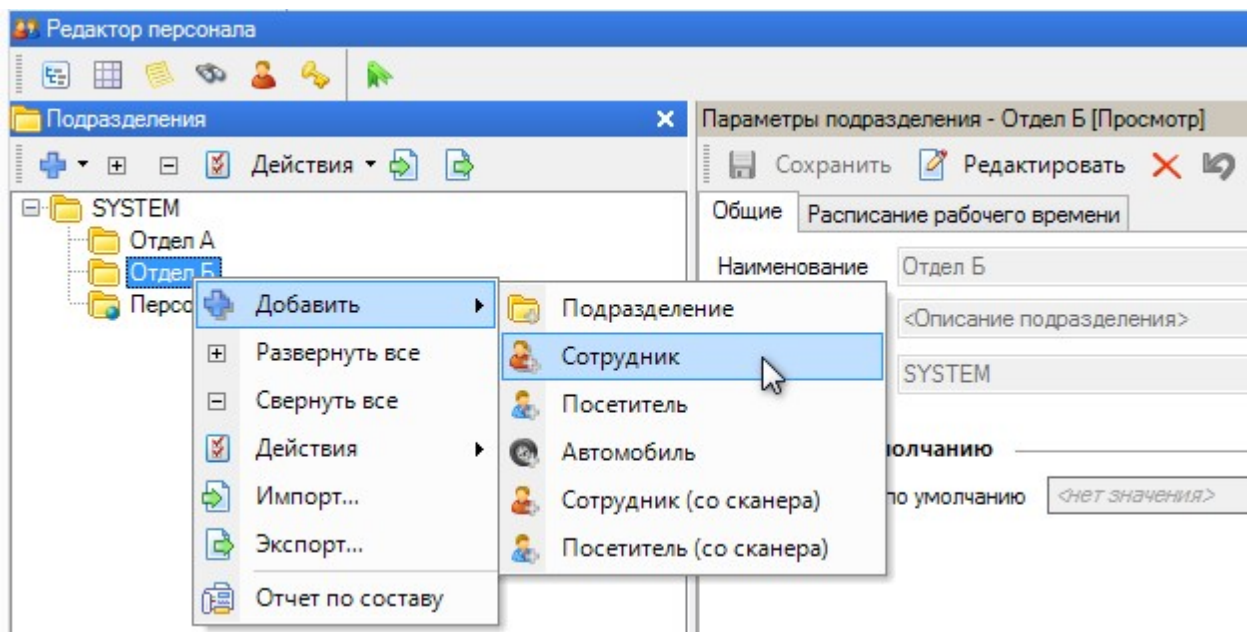 Редактор персонала
Подразделения
Параметры подразделения - Отдел Б [Просмотр]
Действия
Сохранить Редактировать
SYSTEM
Отдел А
Отдел Б
Общие Расписание рабочего времени
Наименование Отдел Б
<Описание подразделения>
SYSTEM
по умолчанию <нет значения>
Добавить
Развернуть все
Свернуть все
Действия
Импорт...
Экспорт...
Отчет по составу
Подразделение
Сотрудник
Посетитель
Автомобиль
Сотрудник (со сканера)
Посетитель (со сканера)